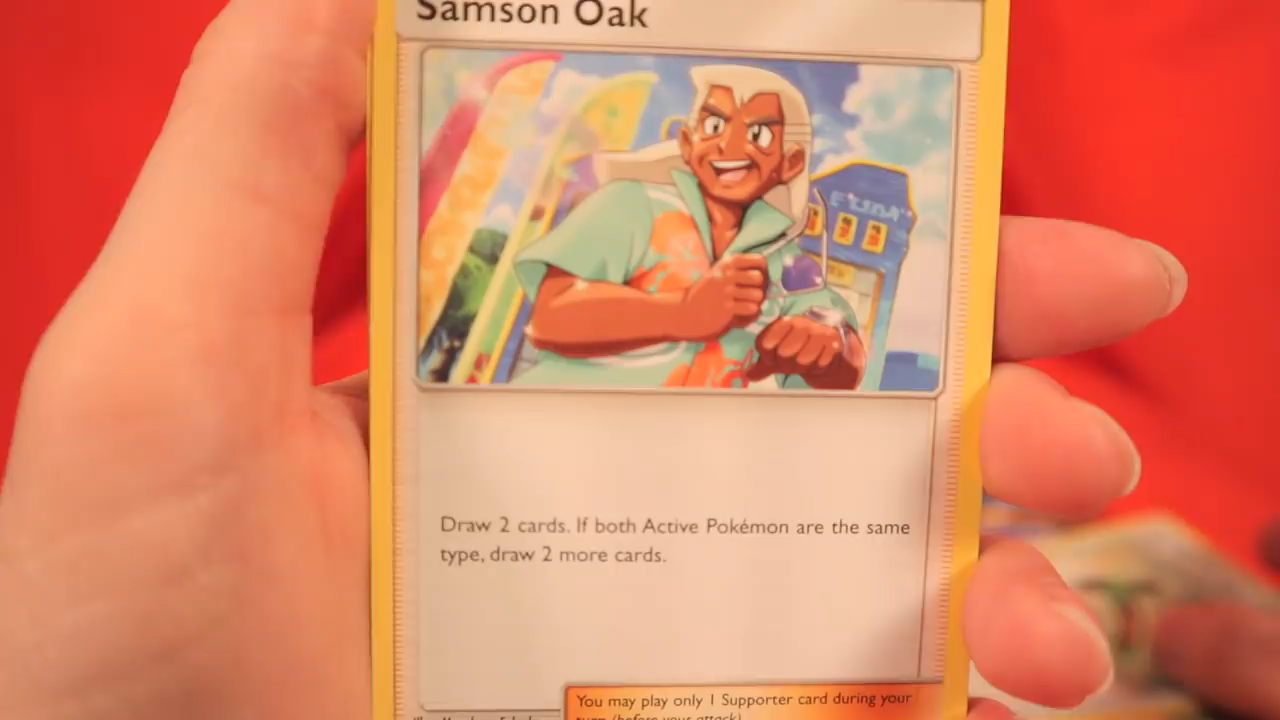 Samson Oak
Draw 2 cards. If both Active Pokémon are the same
type, draw 2 more cards.
You may play only 1 Supporter card during your
turn (before your attack).